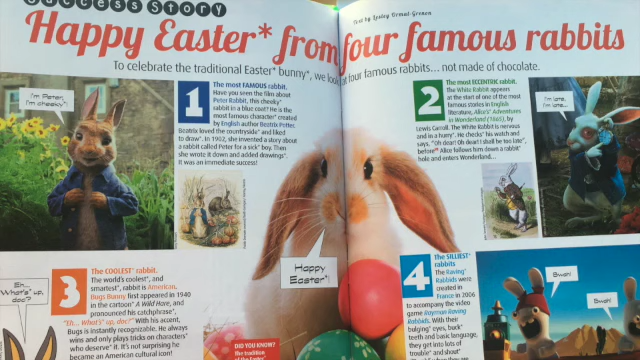 Success Story
Text by Lesley Ormal-Grenon
Happy Easter* from four famous rabbits
To celebrate the traditional Easter* bunny*, we look at four famous rabbits... not made of chocolate.
I'm Peter,
I'm cheeky*!
1
The most FAMOUS rabbit.
Have you seen the film about
Peter Rabbit, this cheeky*
rabbit in a blue coat? He is the
most famous character* created
by English author Beatrix Potter.
Beatrix loved the countryside* and liked
to draw*. In 1902, she invented a story about
a rabbit called Peter for a sick* boy. Then
she wrote it down and added drawings*.
It was an immediate success!
2
The most ECCENTRIC rabbit.
The White Rabbit appears
at the start of one of the most
famous stories in English
literature, Alice's Adventures
in Wonderland (1865), by
Lewis Carroll. The White Rabbit is nervous
and in a hurry*. He checks* his watch and
says, "Oh dear! Oh dear! I shall be too late",
before* Alice follows him down a rabbit*
hole and enters Wonderland...
I'm late,
I'm late...
Happy
Easter*!
Eh...
What's* up,
doc?
3
The COOLEST* rabbit.
The world's coolest*, and
smartest*, rabbit is American.
Bugs Bunny first appeared in 1940
in the cartoon* A Wild Hare, and
pronounced his catchphrase*,
"Eh... What's* up, doc?" With his accent,
Bugs is instantly recognizable. He always
wins and only plays tricks on characters*
who deserve* it. It's not surprising he
became an American cultural icon!
DID YOU KNOW?
the tradition
of the Easter*
4
The SILLIEST*
rabbits
The Raving*
Rabbids were
created in
France in 2006
to accompany the video
game Rayman Raving
Rabbids. With their
bulging* eyes, buck*
teeth and basic language,
they get into lots of
trouble* and shout*
Bwah!
Bwah!